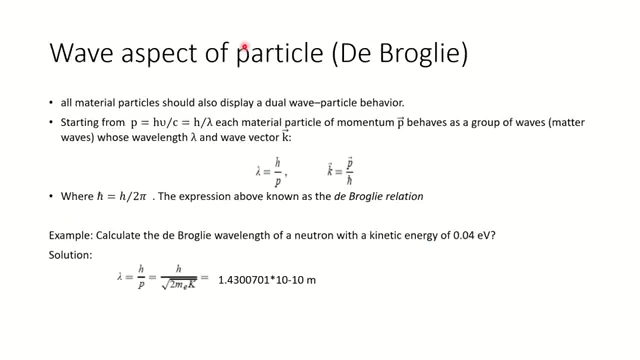 Wave aspect of particle (De Broglie)
• all material particles should also display a dual wave–particle behavior.
• Starting from p = hυ/c = h/λ each material particle of momentum p⃗ behaves as a group of waves (matter
waves) whose wavelength λ and wave vector k⃗:
λ = h/p , k⃗ = p⃗/ħ
• Where ħ = h/2π . The expression above known as the de Broglie relation
Example: Calculate the de Broglie wavelength of a neutron with a kinetic energy of 0.04 eV?
Solution:
λ = h/p = h/√2mₑK = 1.4300701*10-10 m